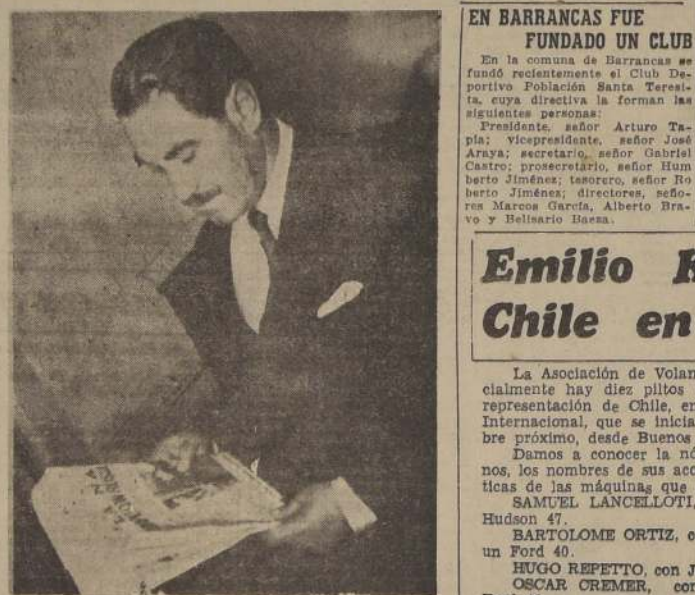 EN BARRANCAS FUE
FUNDADO UN CLUB
En la comuna de Barrancas se
fundó recientemente el Club De-
portivo Población Santa Teresi-
ta, cuya directiva la forman las
siguientes personas:
Presidente, señor Arturo Ta-
pia; vicepresidente, señor José
Araya; secretario, señor Gabriel
Castro; prosecretario, señor Hum
berto Jiménez; tesorero, señor Ro
berto Jiménez; directores, seño-
res Marcos García, Alberto Bra-
vo y Belisario Baeza.
Emilio
Chile en
La Asociación de Volan
cialmente hay diez piltos
representación de Chile, en
Internacional, que se inicia
bre próximo, desde Buenos
Damos a conocer la nó
nos, los nombres de sus aco
ticas de las máquinas que
SAMUEL LANCELLOTI,
Hudson 47.
BARTOLOME ORTIZ, c
un Ford 40.
HUGO REPETTO, con J
OSCAR CREMER, con